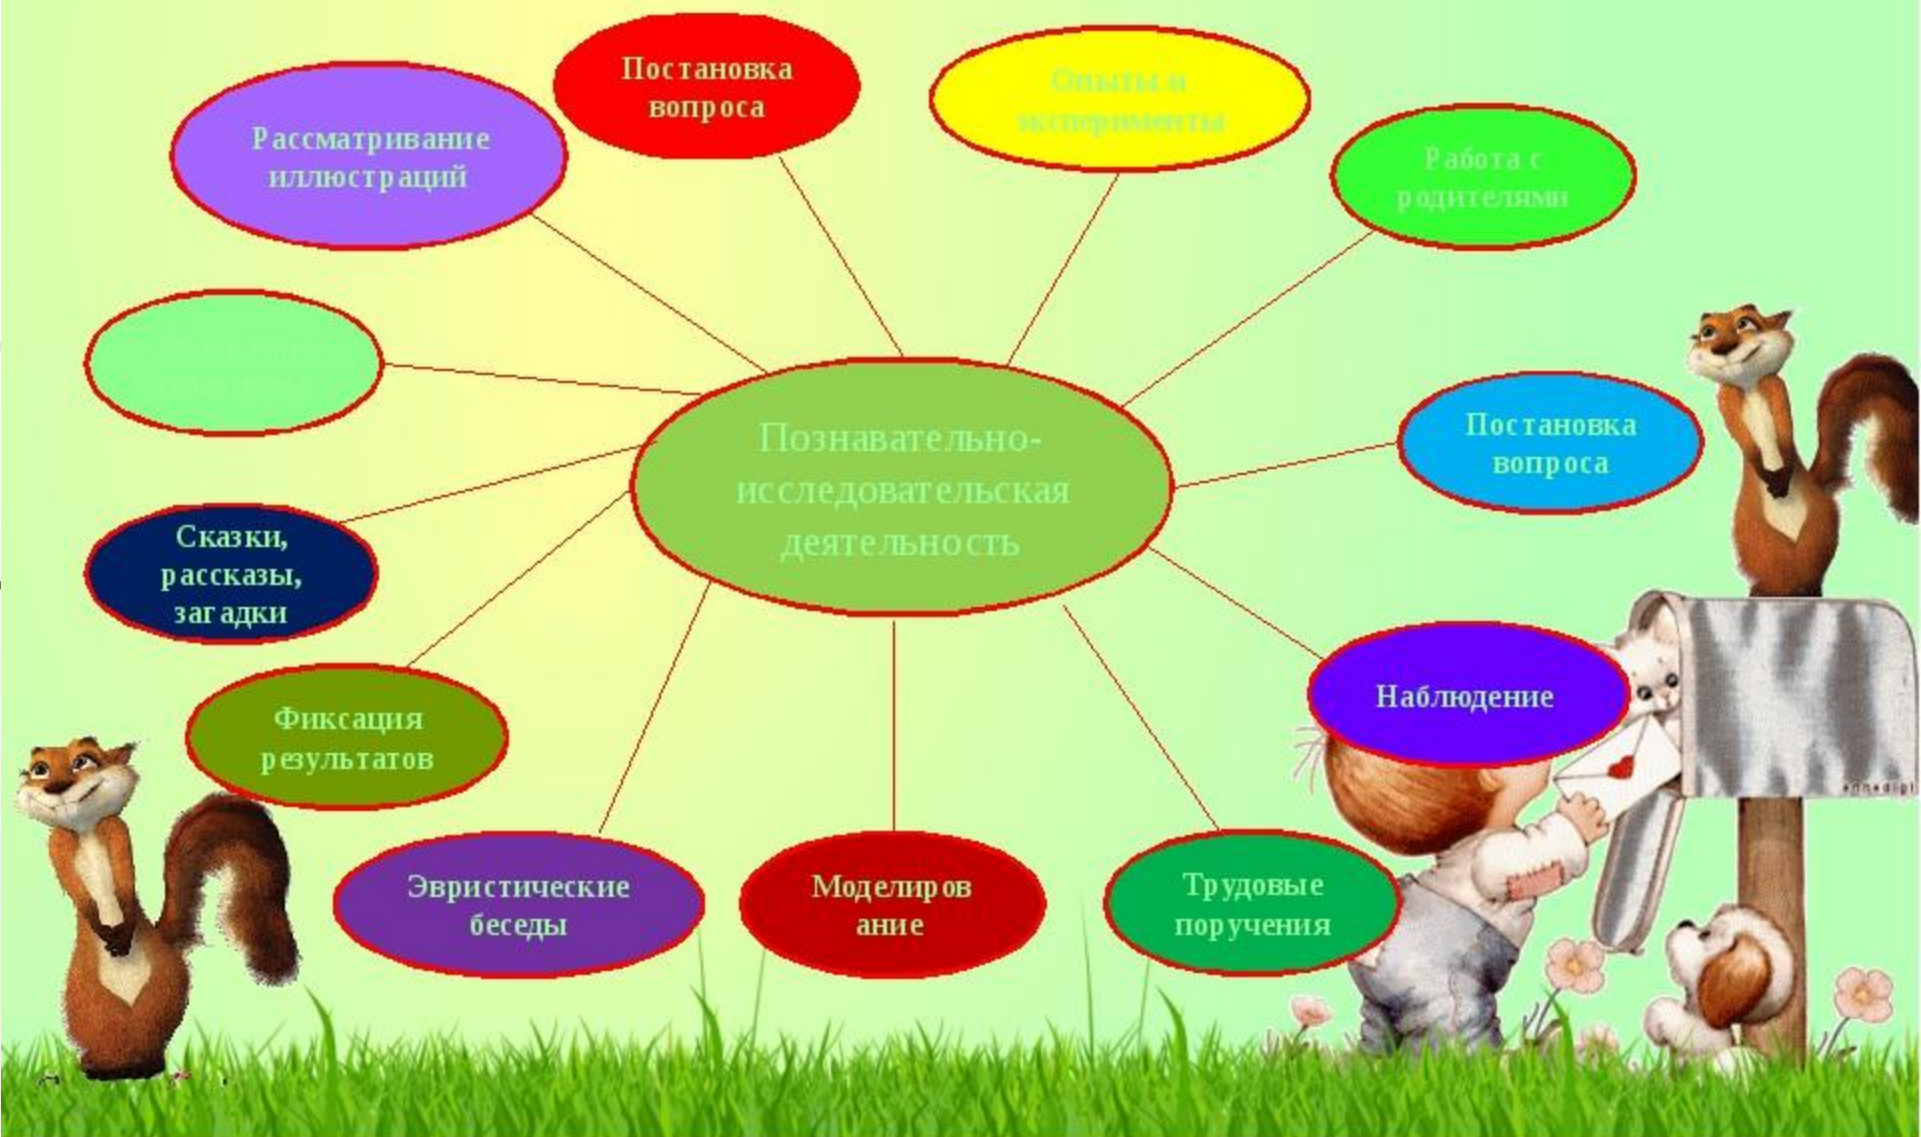 Постановка
вопроса
Опыты и
эксперименты
Рассматривание
иллюстраций
Работа с
родителями
Познавательно-
исследовательская
деятельность
Постановка
вопроса
Сказки,
рассказы,
загадки
Наблюдение
Фиксация
результатов
Эвристические
беседы
Моделиров
ание
Трудовые
поручения